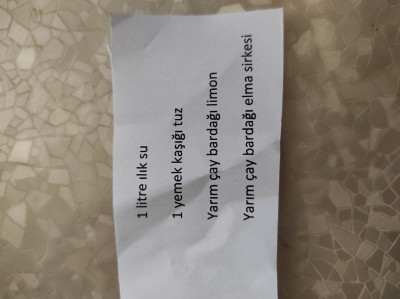 1 litre ılık su
1 yemek kaşığı tuz
Yarım çay bardağı limon
Yarım çay bardağı elma sirkesi